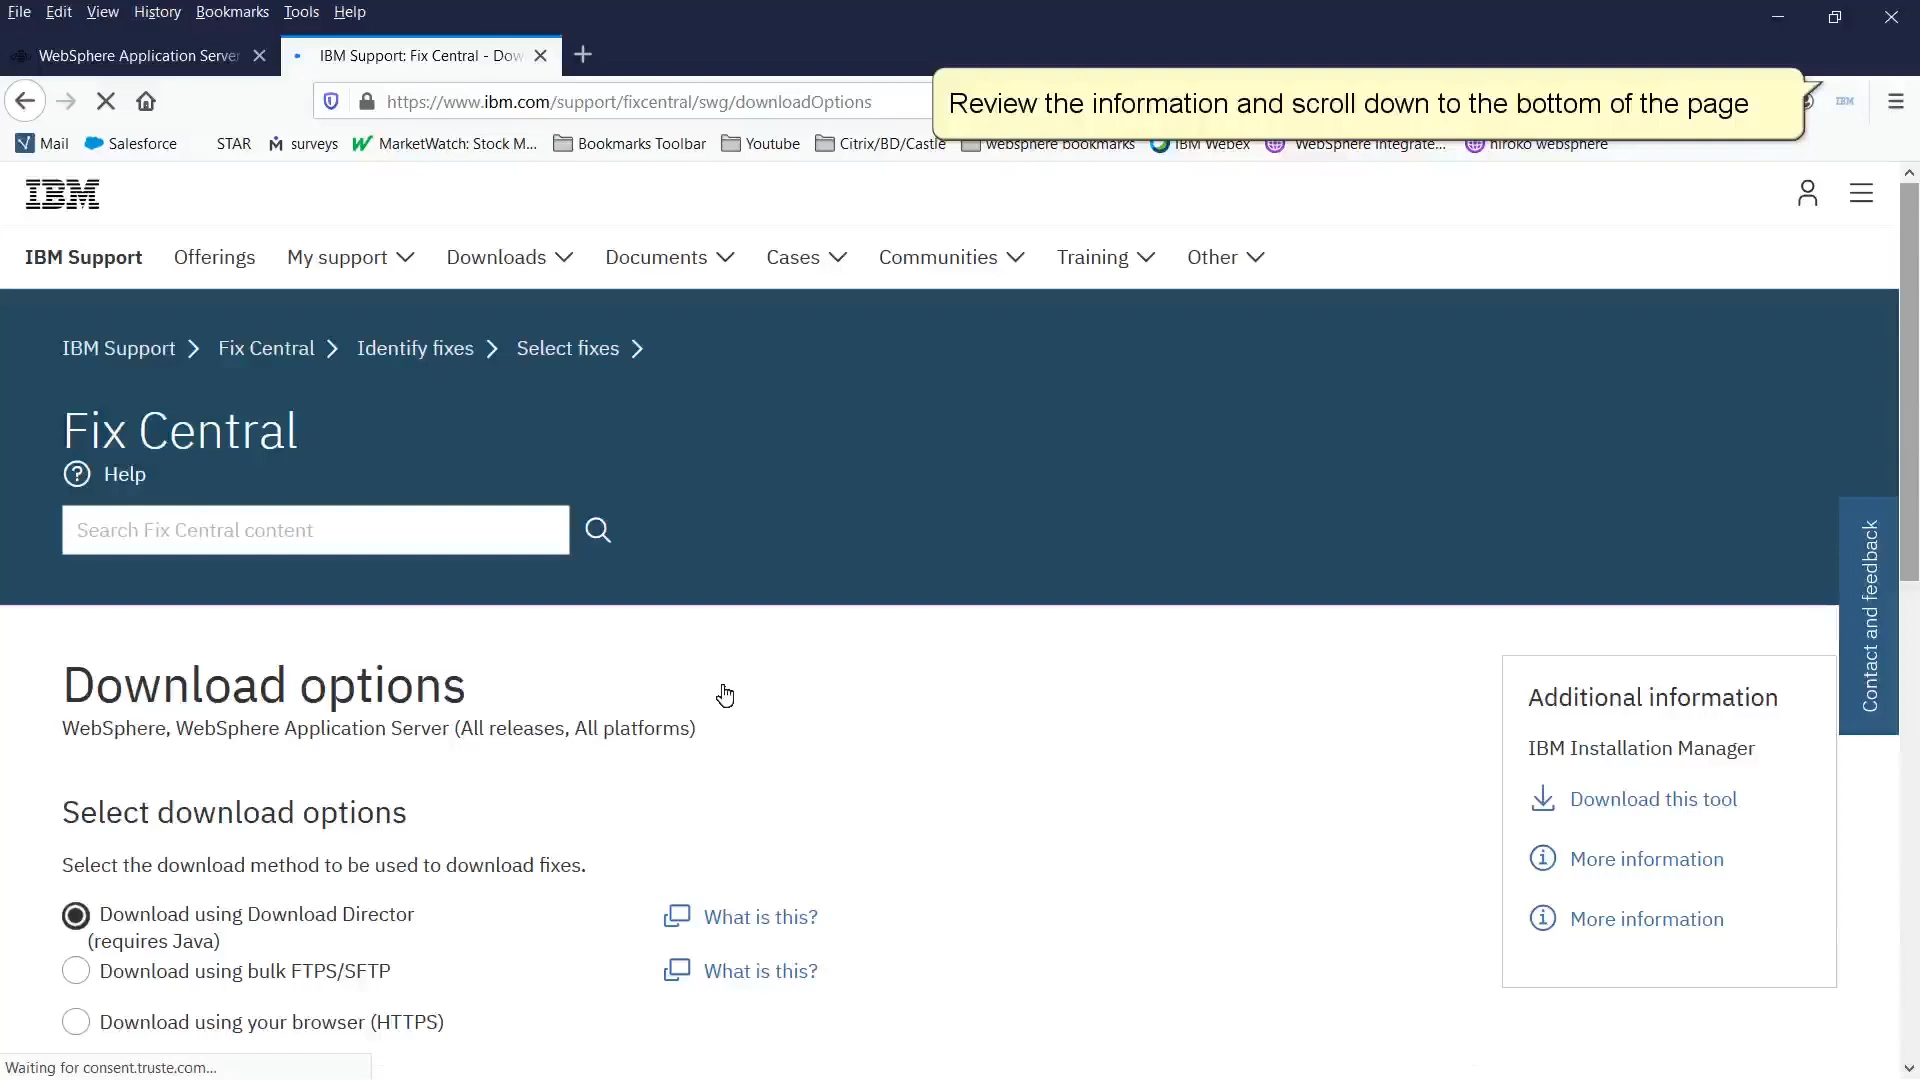 File Edit View History Bookmarks Tools Help
WebSphere Application Server
IBM Support: Fix Central - Dow
https://www.ibm.com/support/fixcentral/swg/downloadOptions
Review the information and scroll down to the bottom of the page
IBM
Mail Salesforce STAR surveys MarketWatch: Stock M... Bookmarks Toolbar Youtube Citrix/BD/Castle websphere bookmarks IBM Webex WebSphere Integrate... hiroko websphere
IBM
IBM Support Offerings My support Downloads Documents Cases Communities Training Other
IBM Support Fix Central Identify fixes Select fixes
Fix Central
Help
Search Fix Central content
Contact and feedback
Download options
WebSphere, WebSphere Application Server (All releases, All platforms)
Select download options
Select the download method to be used to download fixes.
Download using Download Director
(requires Java)
What is this?
Download using bulk FTPS/SFTP
What is this?
Download using your browser (HTTPS)
Additional information
IBM Installation Manager
Download this tool
More information
More information
Waiting for consent.truste.com...